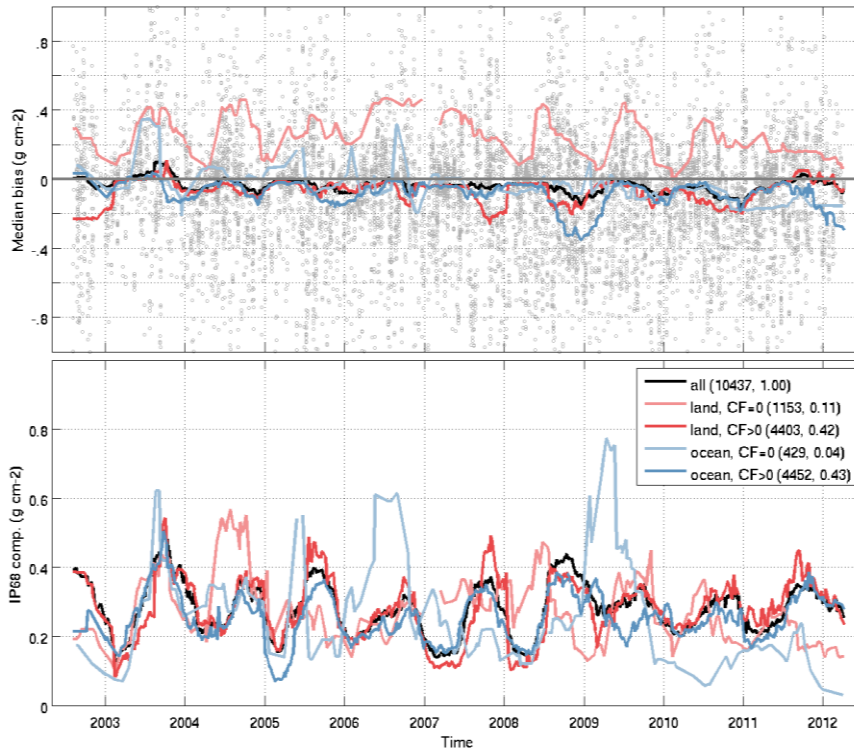 .8
.4
0
-.4
-.8
Median bias (g cm-2)
all (10437, 1.00)
land, CF=0 (1153, 0.11)
land, CF>0 (4403, 0.42)
ocean, CF=0 (429, 0.04)
ocean, CF>0 (4452, 0.43)
0.8
0.6
0.4
0.2
0
IP68 comp. (g cm-2)
2003 2004 2005 2006 2007 2008 2009 2010 2011 2012
Time